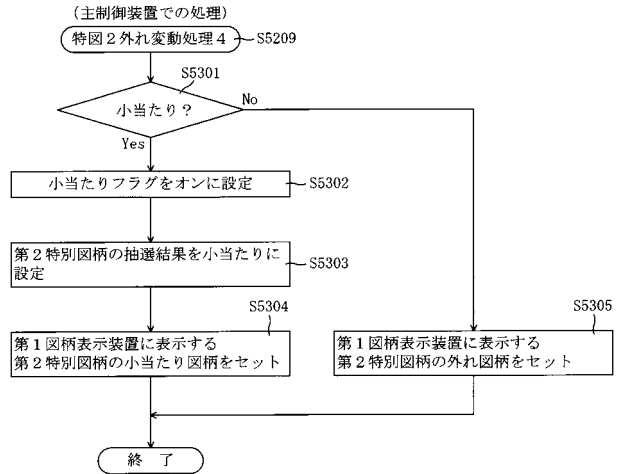 (主制御装置での処理)
特図2外れ変動処理4
S5209
S5301
小当たり?
No
Yes
小当たりフラグをオンに設定
S5302
第2特別図柄の抽選結果を小当たりに
設定
S5303
S5304
第1図柄表示装置に表示する
第2特別図柄の小当たり図柄をセット
S5305
第1図柄表示装置に表示する
第2特別図柄の外れ図柄をセット
終 了